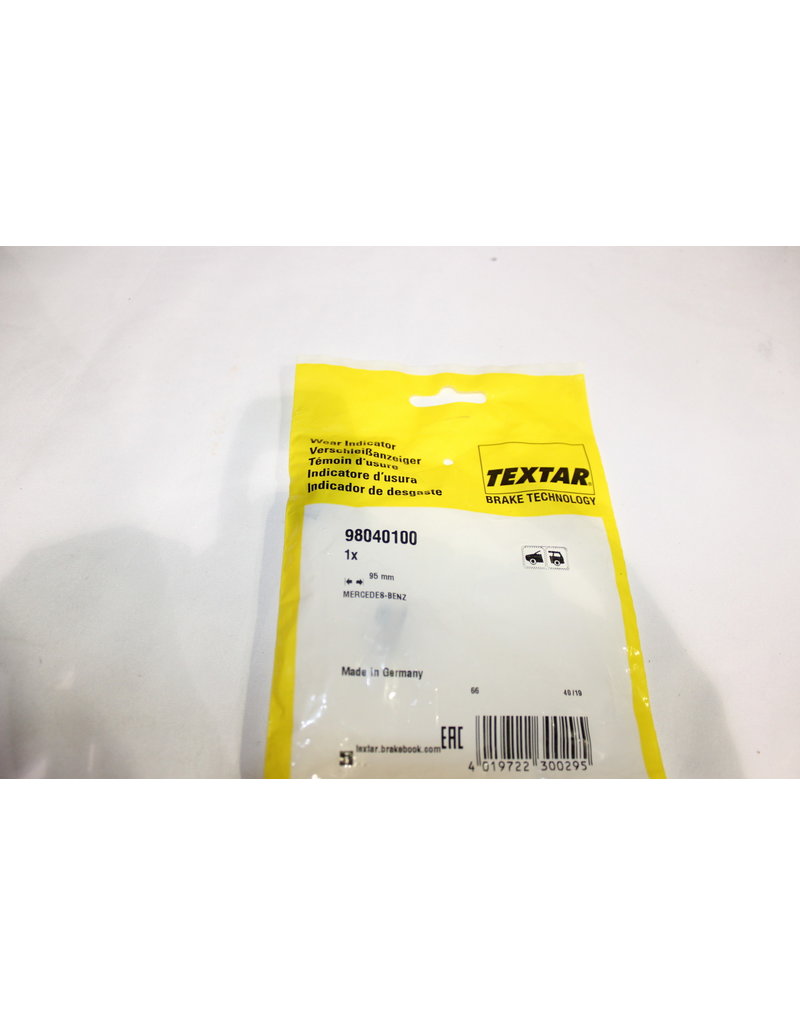 Wear Indicator
Verschleißanzeiger
Témoin d'usure
Indicatore d'usura
Indicador de desgaste
TEXTAR®
BRAKE TECHNOLOGY
98040100
1x
95 mm
MERCEDES-BENZ
Made in Germany
66 40/19
textar.brakebook.com
EAC
4 019722 300295